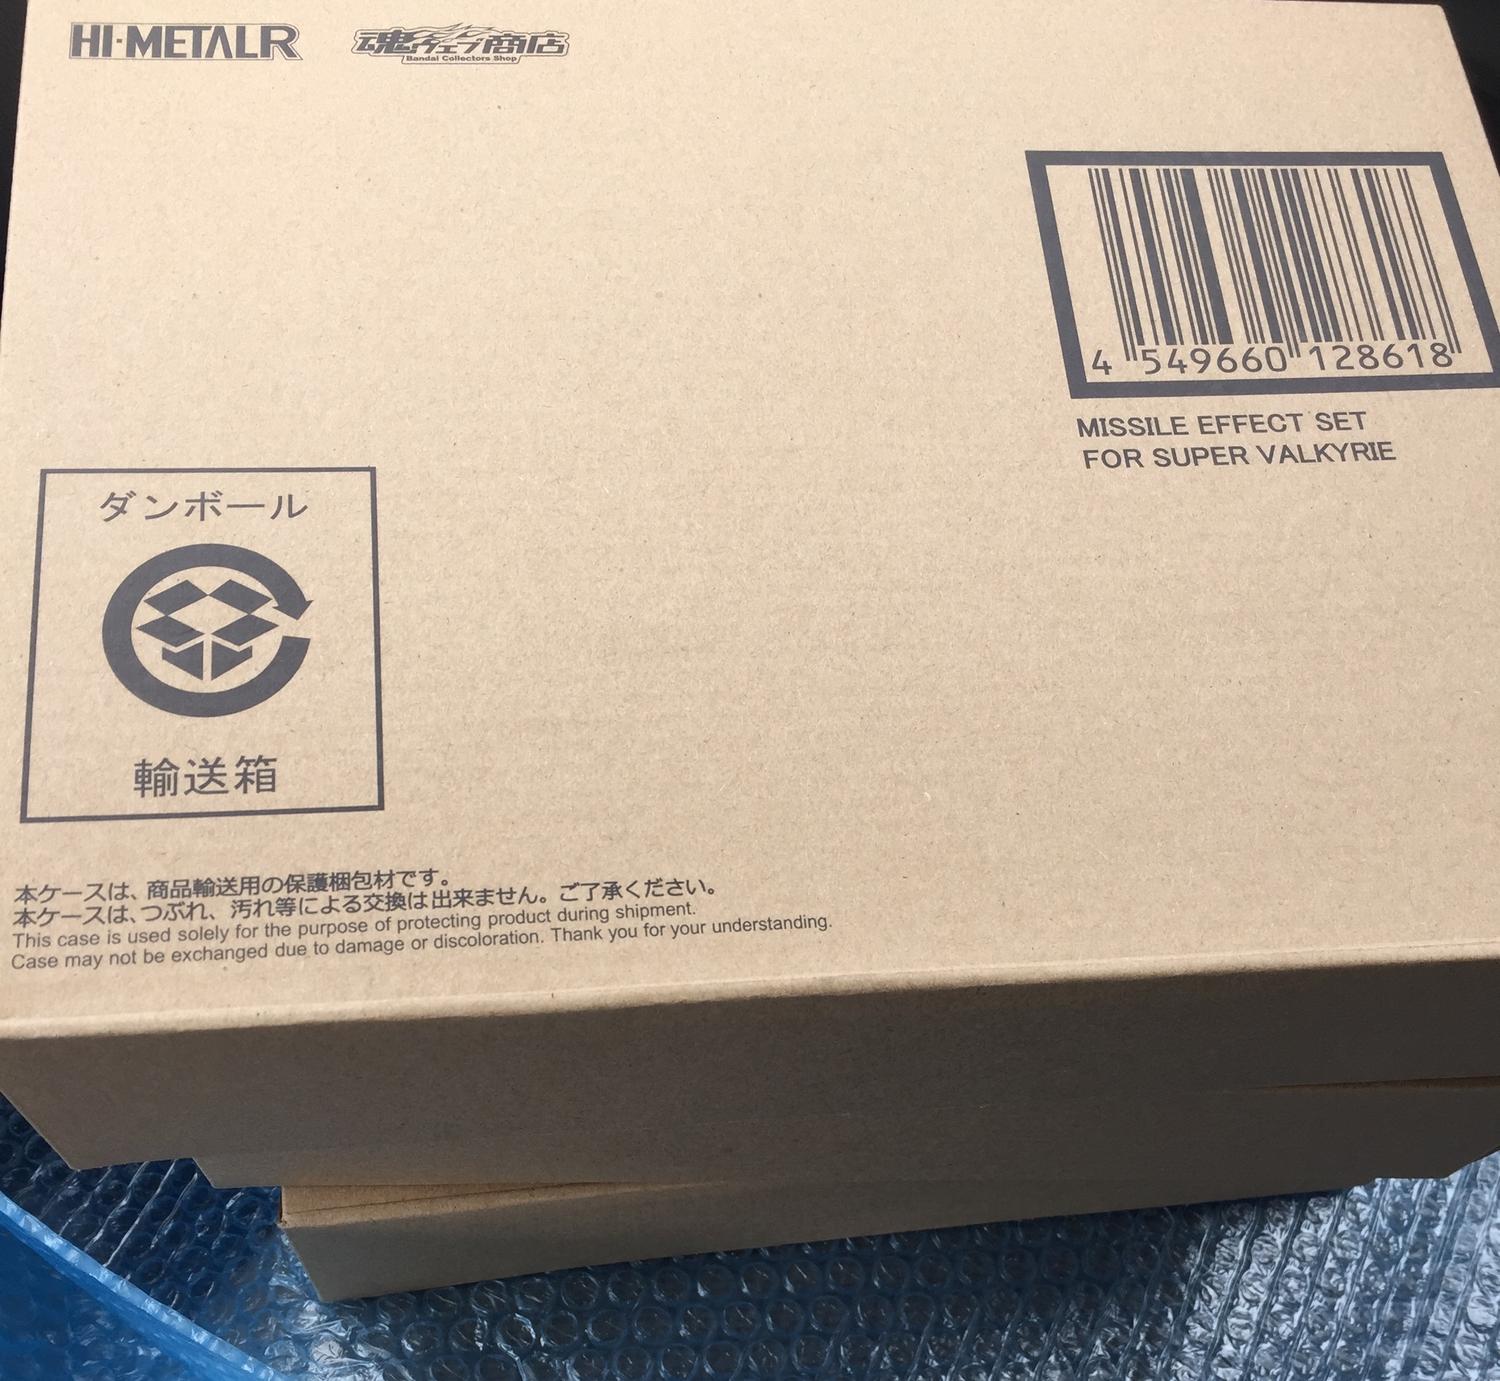 HI-METAL R
魂ウェブ商店
Bandai Collectors Shop
4 549660 128618
MISSILE EFFECT SET
FOR SUPER VALKYRIE
ダンボール
輸送箱
本ケースは、商品輸送用の保護梱包材です。
本ケースは、つぶれ、汚れ等による交換は出来ません。ご了承ください。
This case is used solely for the purpose of protecting product during shipment.
Case may not be exchanged due to damage or discoloration. Thank you for your understanding.